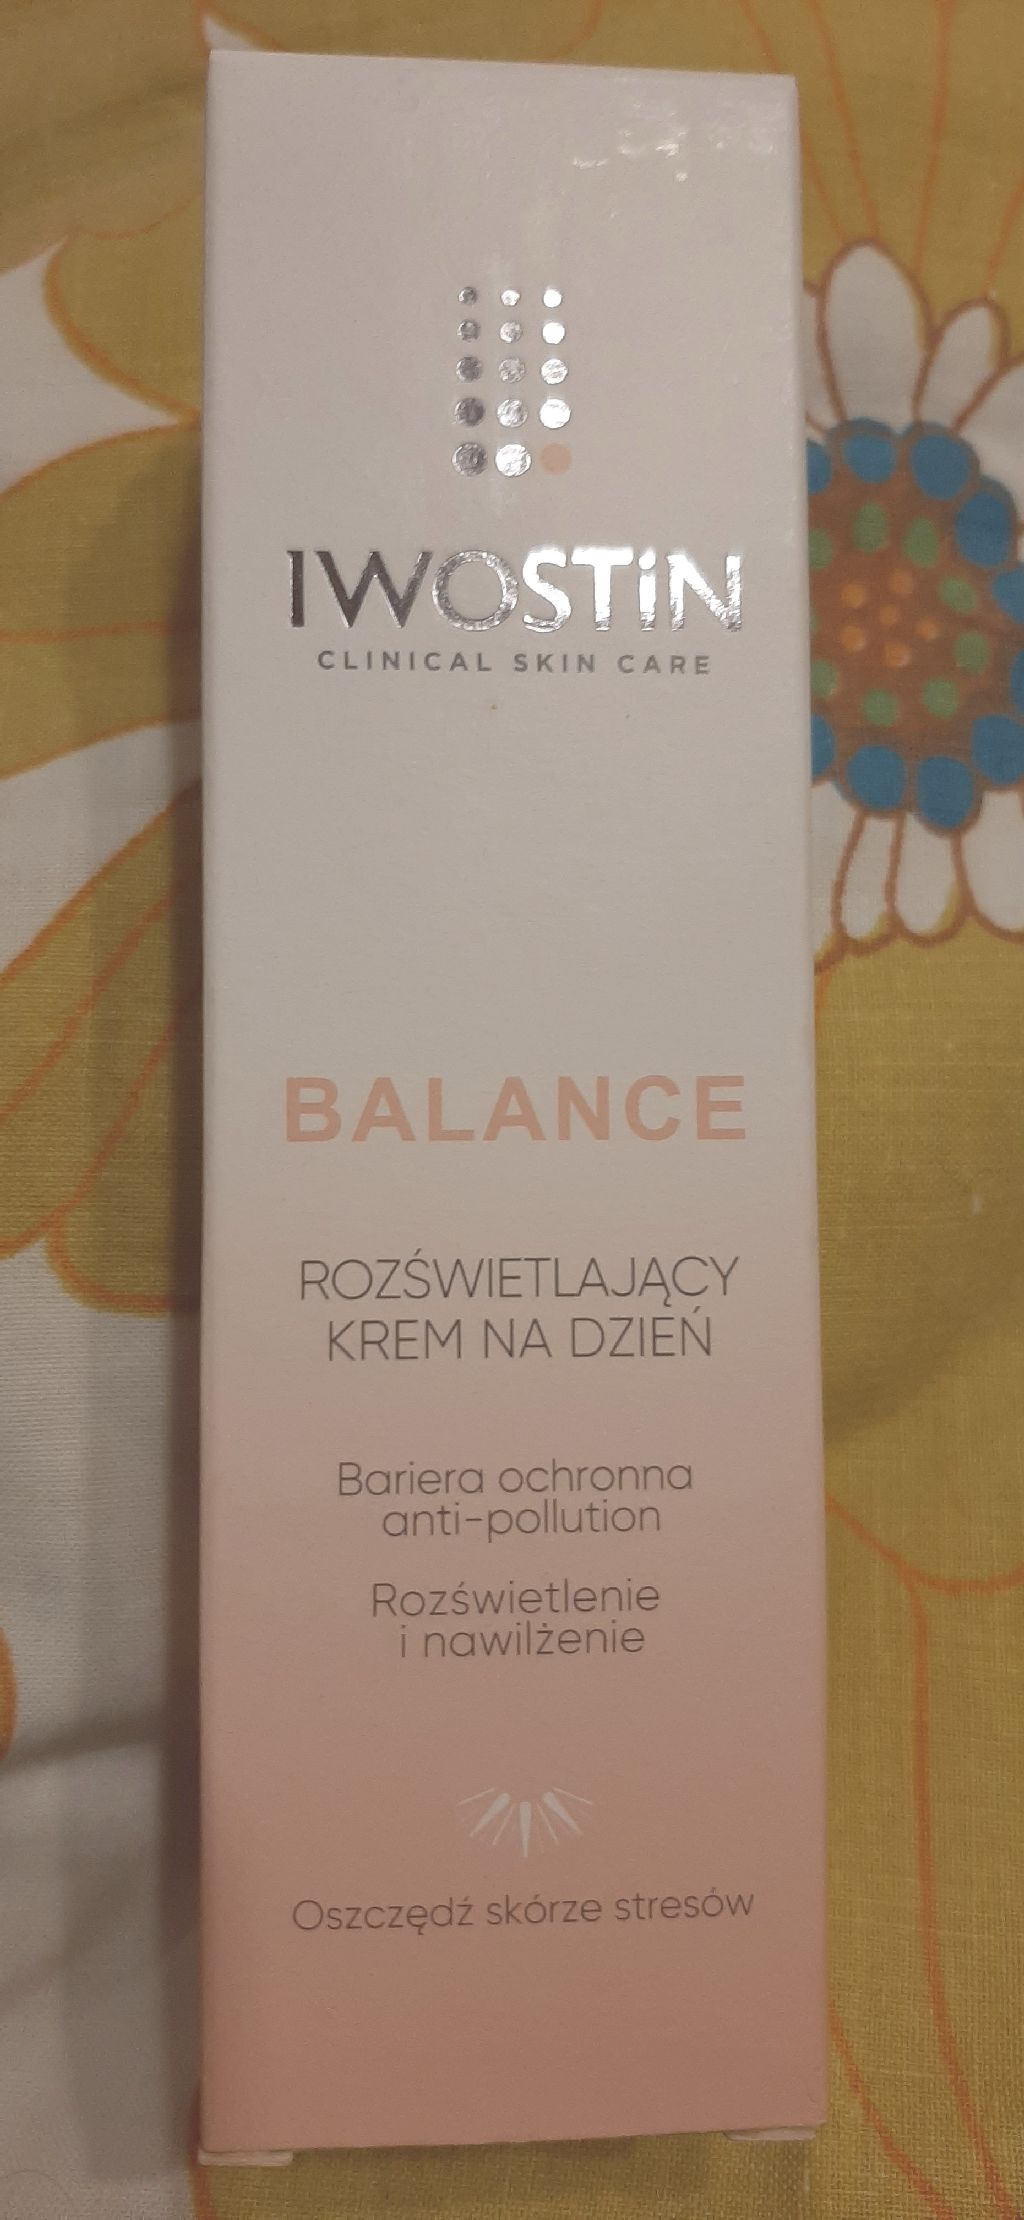 IWOSTiN
CLINICAL SKIN CARE
BALANCE
ROZŚWIETLAJĄCY
KREM NA DZIEŃ
Bariera ochronna
anti-pollution
Rozświetlenie
i nawilżenie
Oszczędź skórze stresów